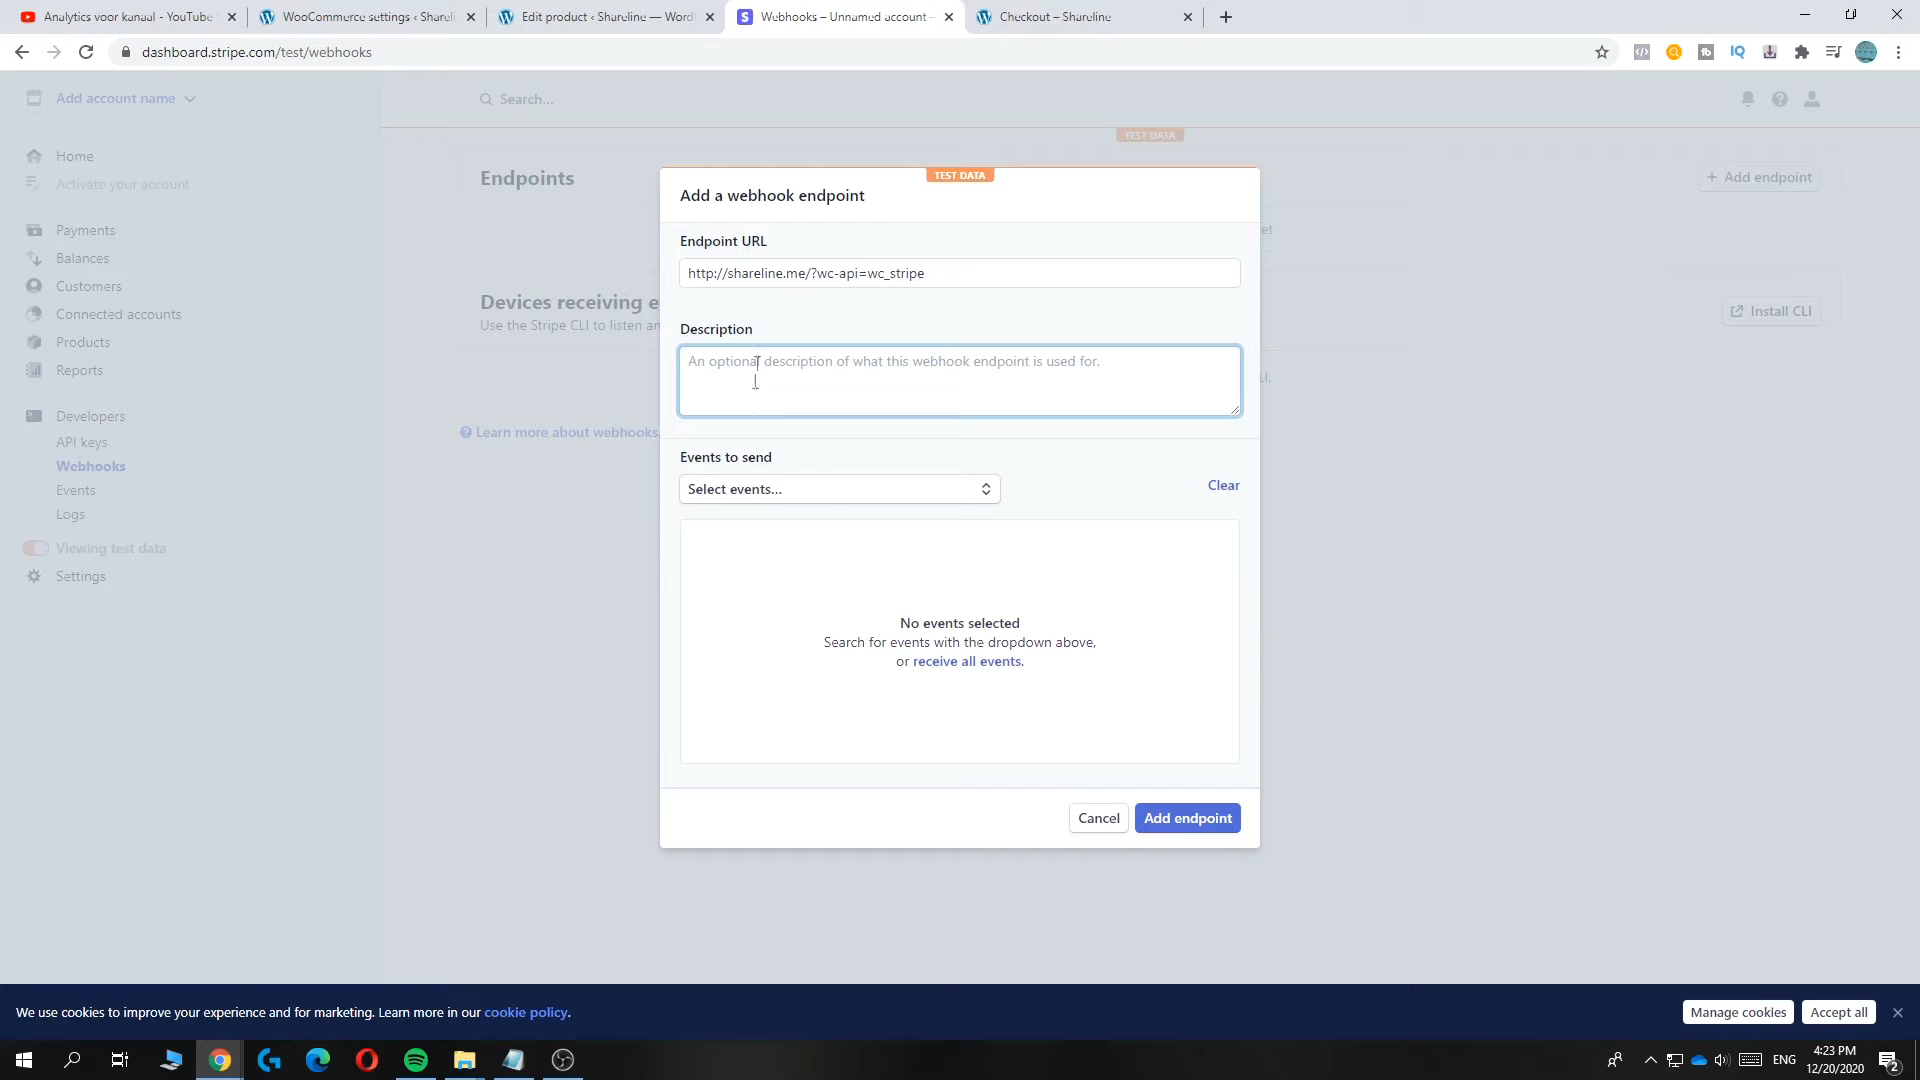 Analytics voor kanaal - YouTube
WooCommerce settings ‹ Shareli
Edit product ‹ Shareline — Word
Webhooks – Unnamed account –
Checkout – Shareline
dashboard.stripe.com/test/webhooks
Add account name
Search...
TEST DATA
Home
Activate your account
Payments
Balances
Customers
Connected accounts
Products
Reports
Developers
API keys
Webhooks
Events
Logs
Viewing test data
Settings
Endpoints
+ Add endpoint
Devices receiving e
Use the Stripe CLI to listen an
Install CLI
Learn more about webhooks.
TEST DATA
Add a webhook endpoint
Endpoint URL
http://shareline.me/?wc-api=wc_stripe
Description
An optional description of what this webhook endpoint is used for.
Events to send
Select events...
Clear
No events selected
Search for events with the dropdown above,
or receive all events.
Cancel
Add endpoint
We use cookies to improve your experience and for marketing. Learn more in our cookie policy.
Manage cookies
Accept all
ENG
4:23 PM
12/20/2020
2